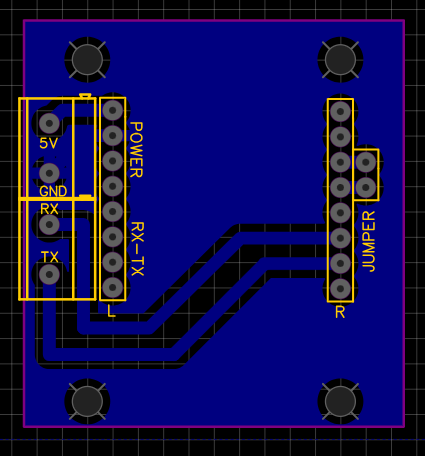 5V
GND
RX
TX
POWER
RX-TX
L
JUMPER
R